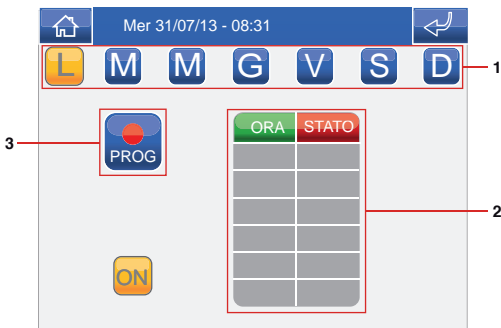 Mer 31/07/13 - 08:31
L M M G V S D
1
ORA STATO
3
PROG
2
ON